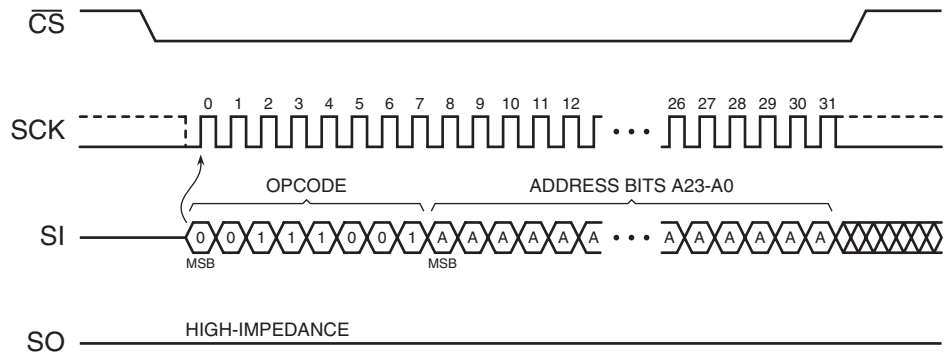 CS
0 1 2 3 4 5 6 7 8 9 10 11 12 26 27 28 29 30 31
SCK
OPCODE ADDRESS BITS A23-A0
SI 0 0 1 1 1 0 0 1 A A A A A A A A A A A A
MSB MSB
HIGH-IMPEDANCE
SO